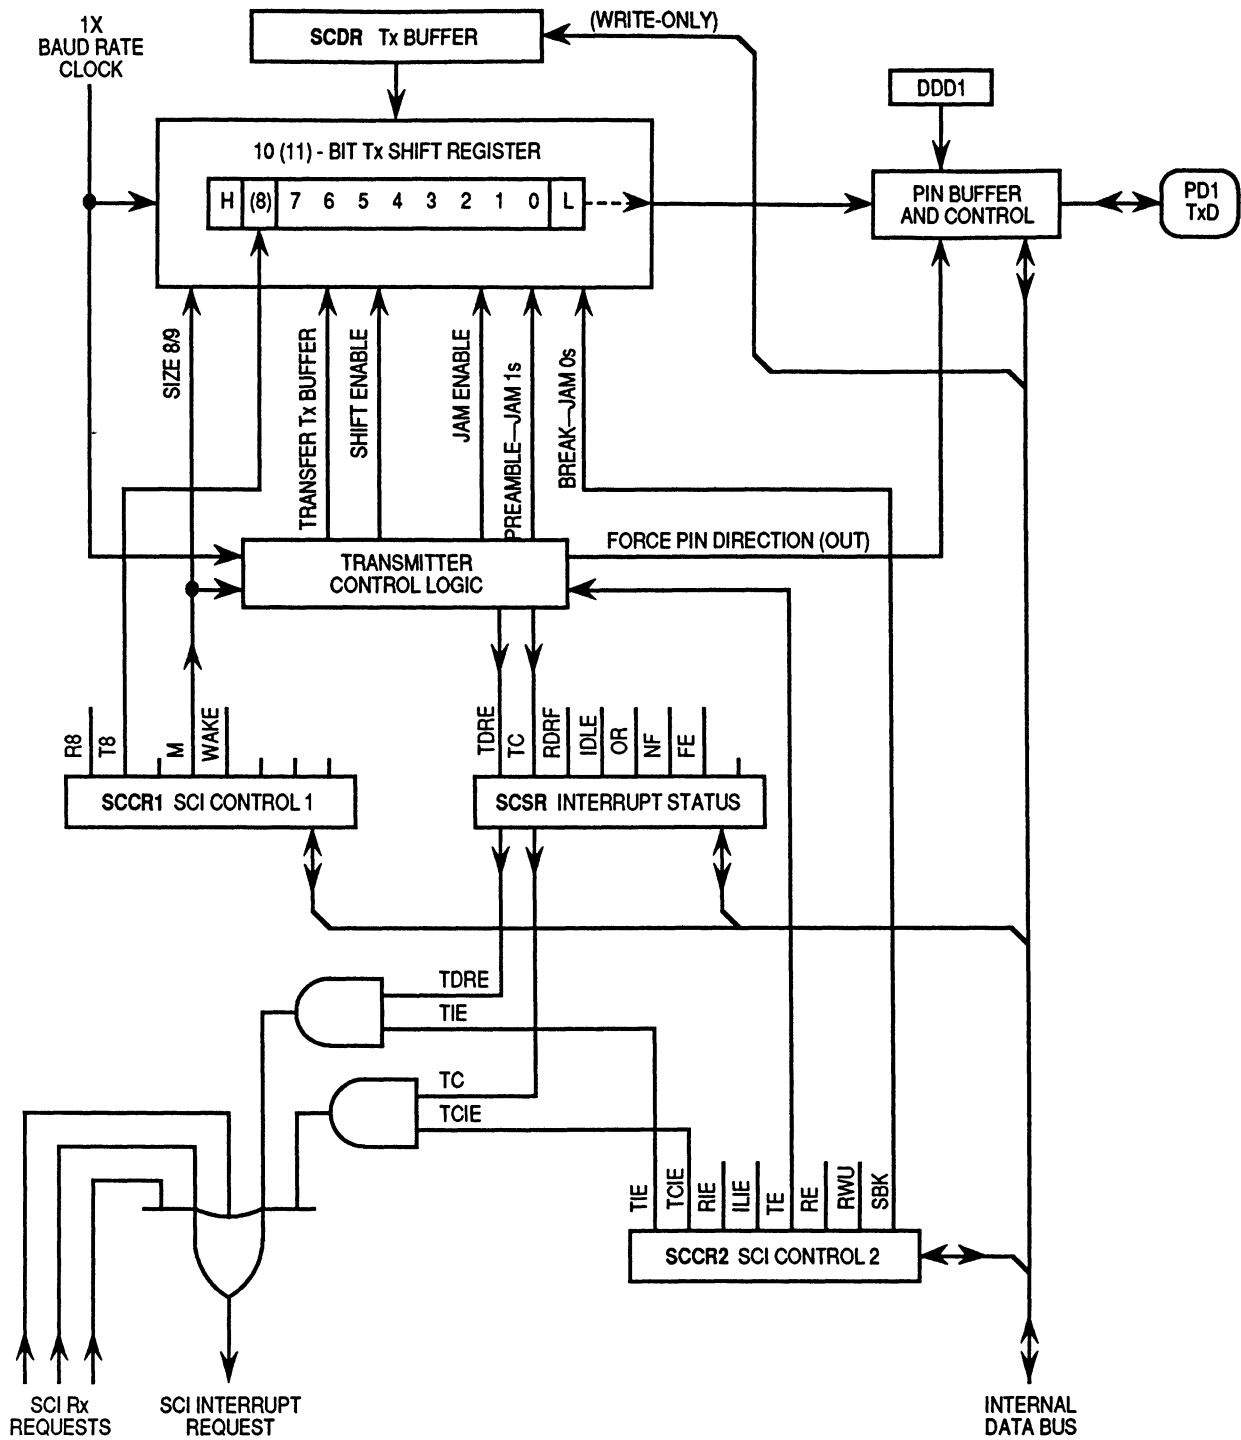 1X
BAUD RATE
CLOCK
SCDR Tx BUFFER
(WRITE-ONLY)
DDD1
10 (11) - BIT Tx SHIFT REGISTER
H (8) 7 6 5 4 3 2 1 0 L
PIN BUFFER
AND CONTROL
PD1
TxD
SIZE 8/9
TRANSFER Tx BUFFER
SHIFT ENABLE
JAM ENABLE
PREAMBLE—JAM 1s
BREAK—JAM 0s
FORCE PIN DIRECTION (OUT)
TRANSMITTER
CONTROL LOGIC
R8
T8
M
WAKE
TDRE
TC
RDRF
IDLE
OR
NF
FE
SCCR1 SCI CONTROL 1
SCSR INTERRUPT STATUS
TDRE
TIE
TC
TCIE
TIE
TCIE
RIE
ILIE
TE
RE
RWU
SBK
SCCR2 SCI CONTROL 2
SCI Rx
REQUESTS
SCI INTERRUPT
REQUEST
INTERNAL
DATA BUS